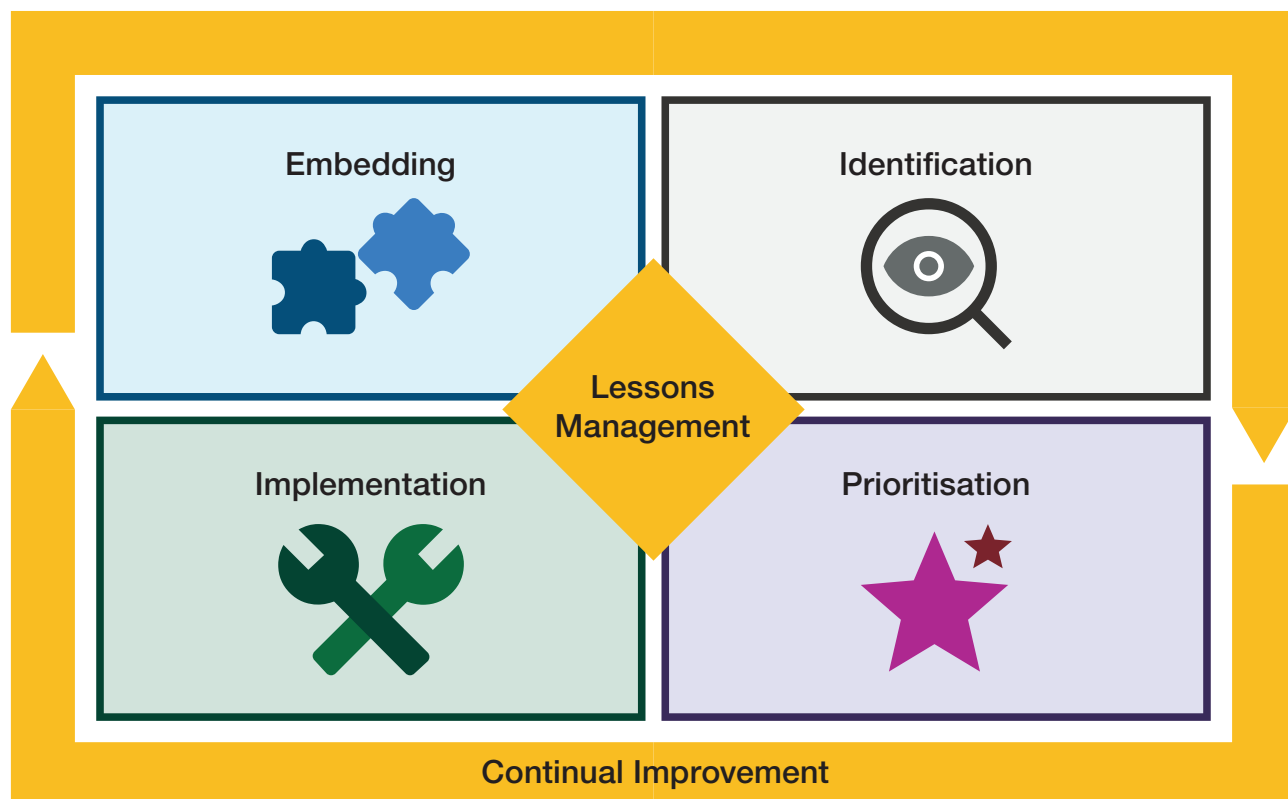 Embedding
Identification
Lessons
Management
Implementation
Prioritisation
Continual Improvement